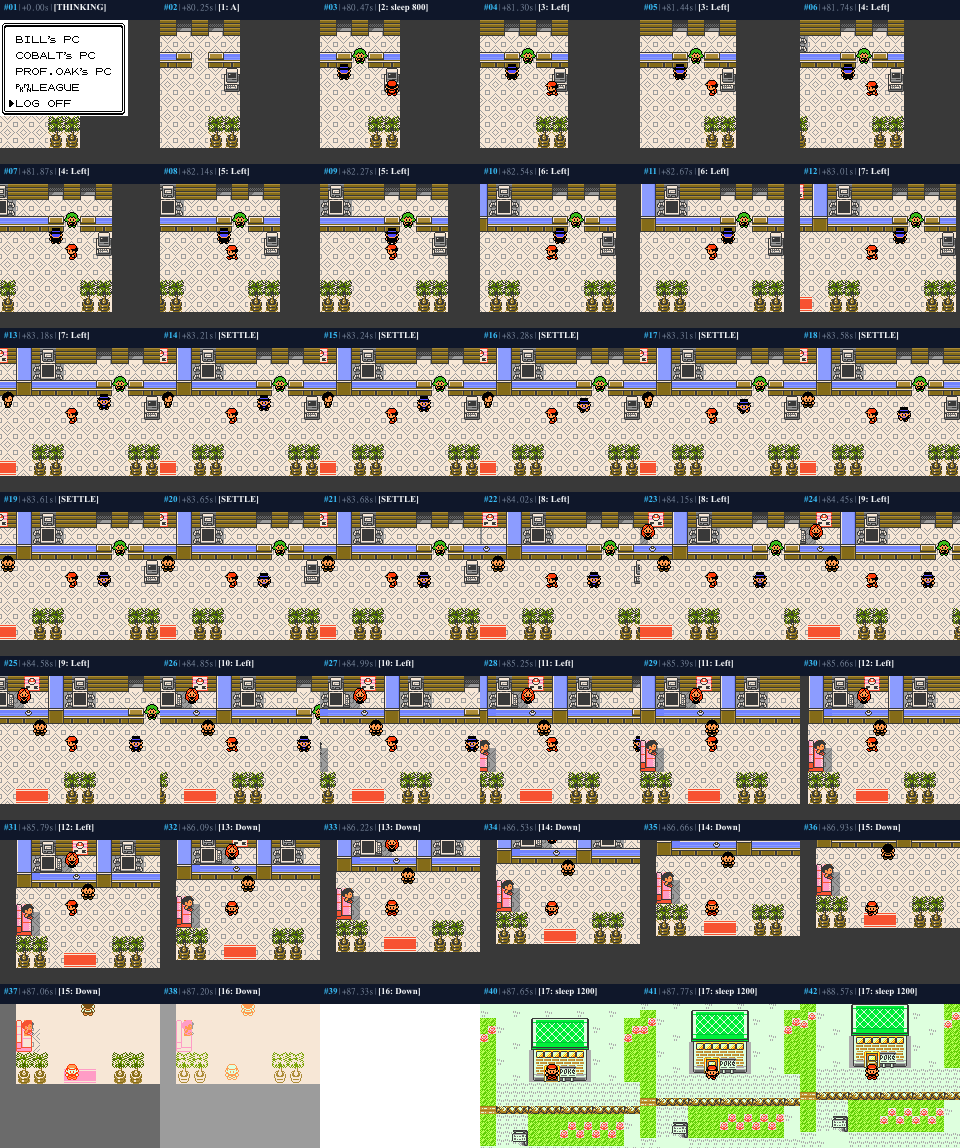 #01|+0.00s|[THINKING]
#02|+80.25s|[1: A]
#03|+80.47s|[2: sleep 800]
#04|+81.30s|[3: Left]
#05|+81.44s|[3: Left]
#06|+81.74s|[4: Left]
BILL's PC
COBALT's PC
PROF.OAK's PC
PKMN LEAGUE
▶LOG OFF
#07|+81.87s|[4: Left]
#08|+82.14s|[5: Left]
#09|+82.27s|[5: Left]
#10|+82.54s|[6: Left]
#11|+82.67s|[6: Left]
#12|+83.01s|[7: Left]
#13|+83.18s|[7: Left]
#14|+83.21s|[SETTLE]
#15|+83.24s|[SETTLE]
#16|+83.28s|[SETTLE]
#17|+83.31s|[SETTLE]
#18|+83.58s|[SETTLE]
#19|+83.61s|[SETTLE]
#20|+83.65s|[SETTLE]
#21|+83.68s|[SETTLE]
#22|+84.02s|[8: Left]
#23|+84.15s|[8: Left]
#24|+84.45s|[9: Left]
#25|+84.58s|[9: Left]
#26|+84.85s|[10: Left]
#27|+84.99s|[10: Left]
#28|+85.25s|[11: Left]
#29|+85.39s|[11: Left]
#30|+85.66s|[12: Left]
#31|+85.79s|[12: Left]
#32|+86.09s|[13: Down]
#33|+86.22s|[13: Down]
#34|+86.53s|[14: Down]
#35|+86.66s|[14: Down]
#36|+86.93s|[15: Down]
#37|+87.06s|[15: Down]
#38|+87.20s|[16: Down]
#39|+87.33s|[16: Down]
#40|+87.65s|[17: sleep 1200]
#41|+87.77s|[17: sleep 1200]
#42|+88.57s|[17: sleep 1200]
POKÉ
POKÉ
POKÉ